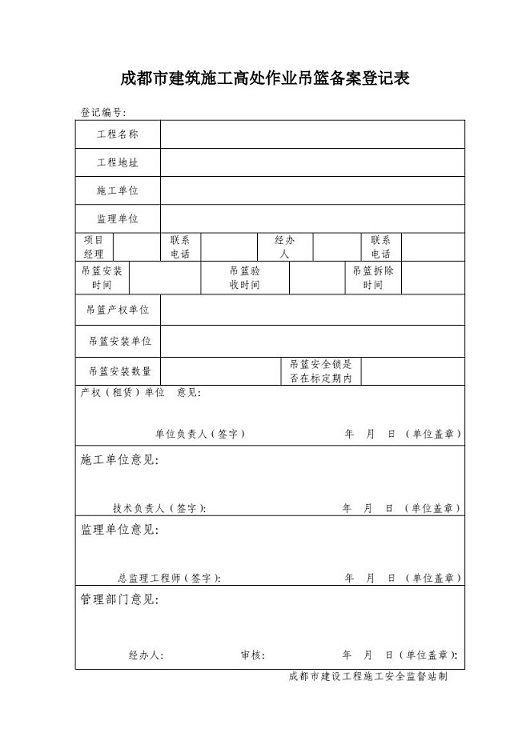 成都市建筑施工高处作业吊篮备案登记表
登记编号：
工程名称
工程地址
施工单位
监理单位
项目 联系 经办 联系
经理 电话 人 电话
吊篮安装 吊篮验 吊篮拆除
时间 收时间 时间
吊篮产权单位
吊篮安装单位
吊篮安装数量 吊篮安全锁是
否在标定期内
产权（租赁）单位 意见：
单位负责人（签字） 年 月 日（单位盖章）
施工单位意见：
技术负责人（签字）： 年 月 日（单位盖章）
监理单位意见：
总监理工程师（签字）： 年 月 日（单位盖章）
管理部门意见：
经办人： 审核： 年 月 日（单位盖章）：
成都市建设工程施工安全监督站制